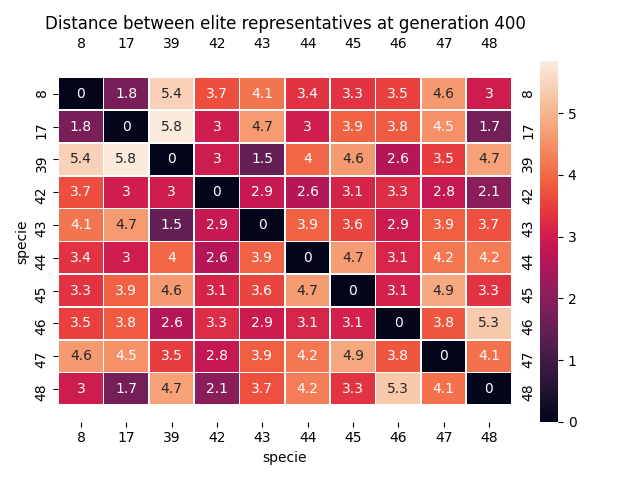 Distance between elite representatives at generation 400
8 17 39 42 43 44 45 46 47 48
8 0 1.8 5.4 3.7 4.1 3.4 3.3 3.5 4.6 3 8
17 1.8 0 5.8 3 4.7 3 3.9 3.8 4.5 1.7 17
39 5.4 5.8 0 3 1.5 4 4.6 2.6 3.5 4.7 39
42 3.7 3 3 0 2.9 2.6 3.1 3.3 2.8 2.1 42
43 4.1 4.7 1.5 2.9 0 3.9 3.6 2.9 3.9 3.7 43
44 3.4 3 4 2.6 3.9 0 4.7 3.1 4.2 4.2 44
45 3.3 3.9 4.6 3.1 3.6 4.7 0 3.1 4.9 3.3 45
46 3.5 3.8 2.6 3.3 2.9 3.1 3.1 0 3.8 5.3 46
47 4.6 4.5 3.5 2.8 3.9 4.2 4.9 3.8 0 4.1 47
48 3 1.7 4.7 2.1 3.7 4.2 3.3 5.3 4.1 0 48
8 17 39 42 43 44 45 46 47 48
specie
specie
5
4
3
2
1
0